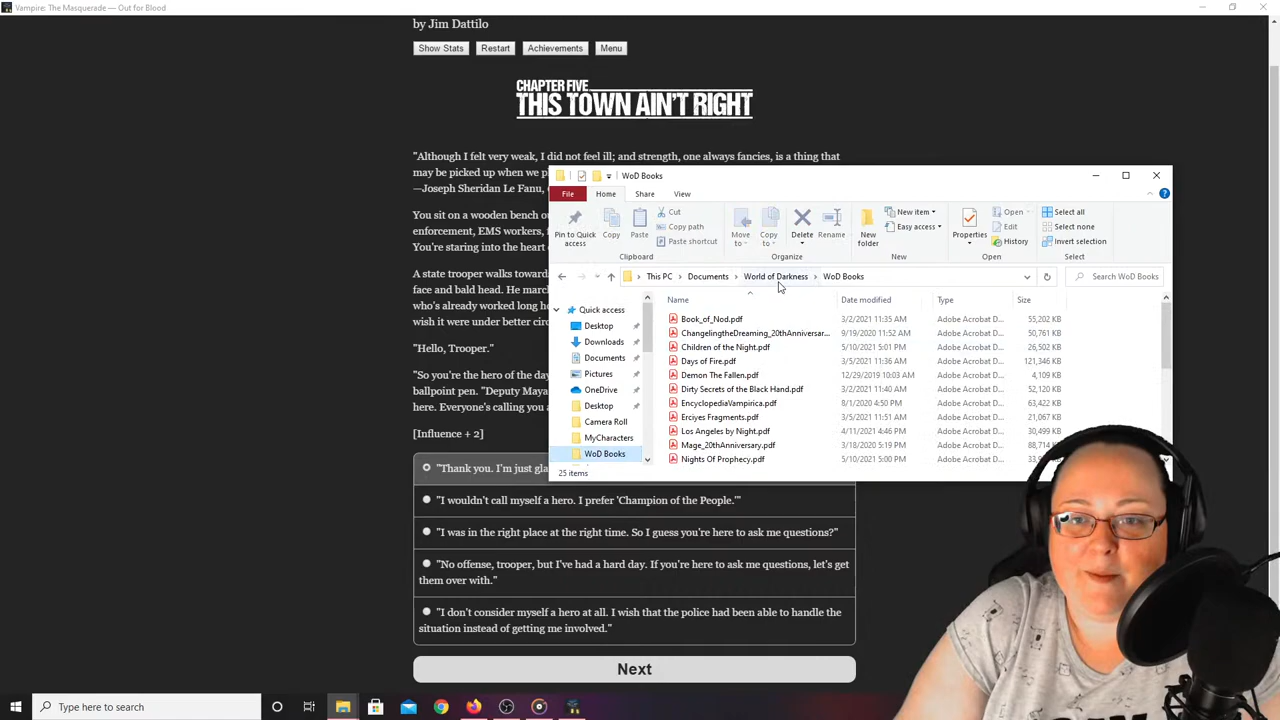 Vampire: The Masquerade — Out for Blood
by Jim Dattilo
Show Stats Restart Achievements Menu
CHAPTER FIVE
THIS TOWN AIN'T RIGHT
"Although I felt very weak, I did not feel ill; and strength, one always fancies, is a thing that
may be picked up when we p
—Joseph Sheridan Le Fanu,
You sit on a wooden bench ou
enforcement, EMS workers, f
You're staring into the heart
A state trooper walks toward
face and bald head. He march
who's already worked long h
wish it were under better circ
"Hello, Trooper."
"So you're the hero of the day
ballpoint pen. "Deputy Maya
here. Everyone's calling you a
[Influence + 2]
"Thank you. I'm just gla
"I wouldn't call myself a hero. I prefer 'Champion of the People.'"
"I was in the right place at the right time. So I guess you're here to ask me questions?"
"No offense, trooper, but I've had a hard day. If you're here to ask me questions, let's get
them over with."
"I don't consider myself a hero at all. I wish that the police had been able to handle the
situation instead of getting me involved."
Next
WoD Books
File Home Share View
Pin to Quick access
Copy
Paste
Cut
Copy path
Paste shortcut
Clipboard
Move to
Copy to
Delete
Rename
Organize
New folder
New item
Easy access
New
Properties
Open
Edit
History
Open
Select all
Select none
Invert selection
Select
This PC Documents World of Darkness WoD Books
Search WoD Books
Quick access
Desktop
Downloads
Documents
Pictures
OneDrive
Desktop
Camera Roll
MyCharacters
WoD Books
Name Date modified Type Size
Book_of_Nod.pdf 3/2/2021 11:35 AM Adobe Acrobat D... 55,202 KB
ChangelingtheDreaming_20thAnniversar... 9/19/2020 11:52 AM Adobe Acrobat D... 50,761 KB
Children of the Night.pdf 5/10/2021 5:01 PM Adobe Acrobat D... 26,502 KB
Days of Fire.pdf 3/5/2021 11:36 AM Adobe Acrobat D... 121,346 KB
Demon The Fallen.pdf 12/29/2019 10:03 AM Adobe Acrobat D... 4,109 KB
Dirty Secrets of the Black Hand.pdf 3/2/2021 11:40 AM Adobe Acrobat D... 52,120 KB
EncyclopediaVampirica.pdf 8/1/2020 4:50 PM Adobe Acrobat D... 63,422 KB
Erciyes Fragments.pdf 3/5/2021 11:51 AM Adobe Acrobat D... 21,067 KB
Los Angeles by Night.pdf 4/11/2021 4:46 PM Adobe Acrobat D... 30,499 KB
Mage_20thAnniversary.pdf 3/18/2020 5:19 PM Adobe Acrobat D... 88,714 KB
Nights Of Prophecy.pdf 5/10/2021 5:00 PM Adobe Acrobat D...
25 items
Type here to search